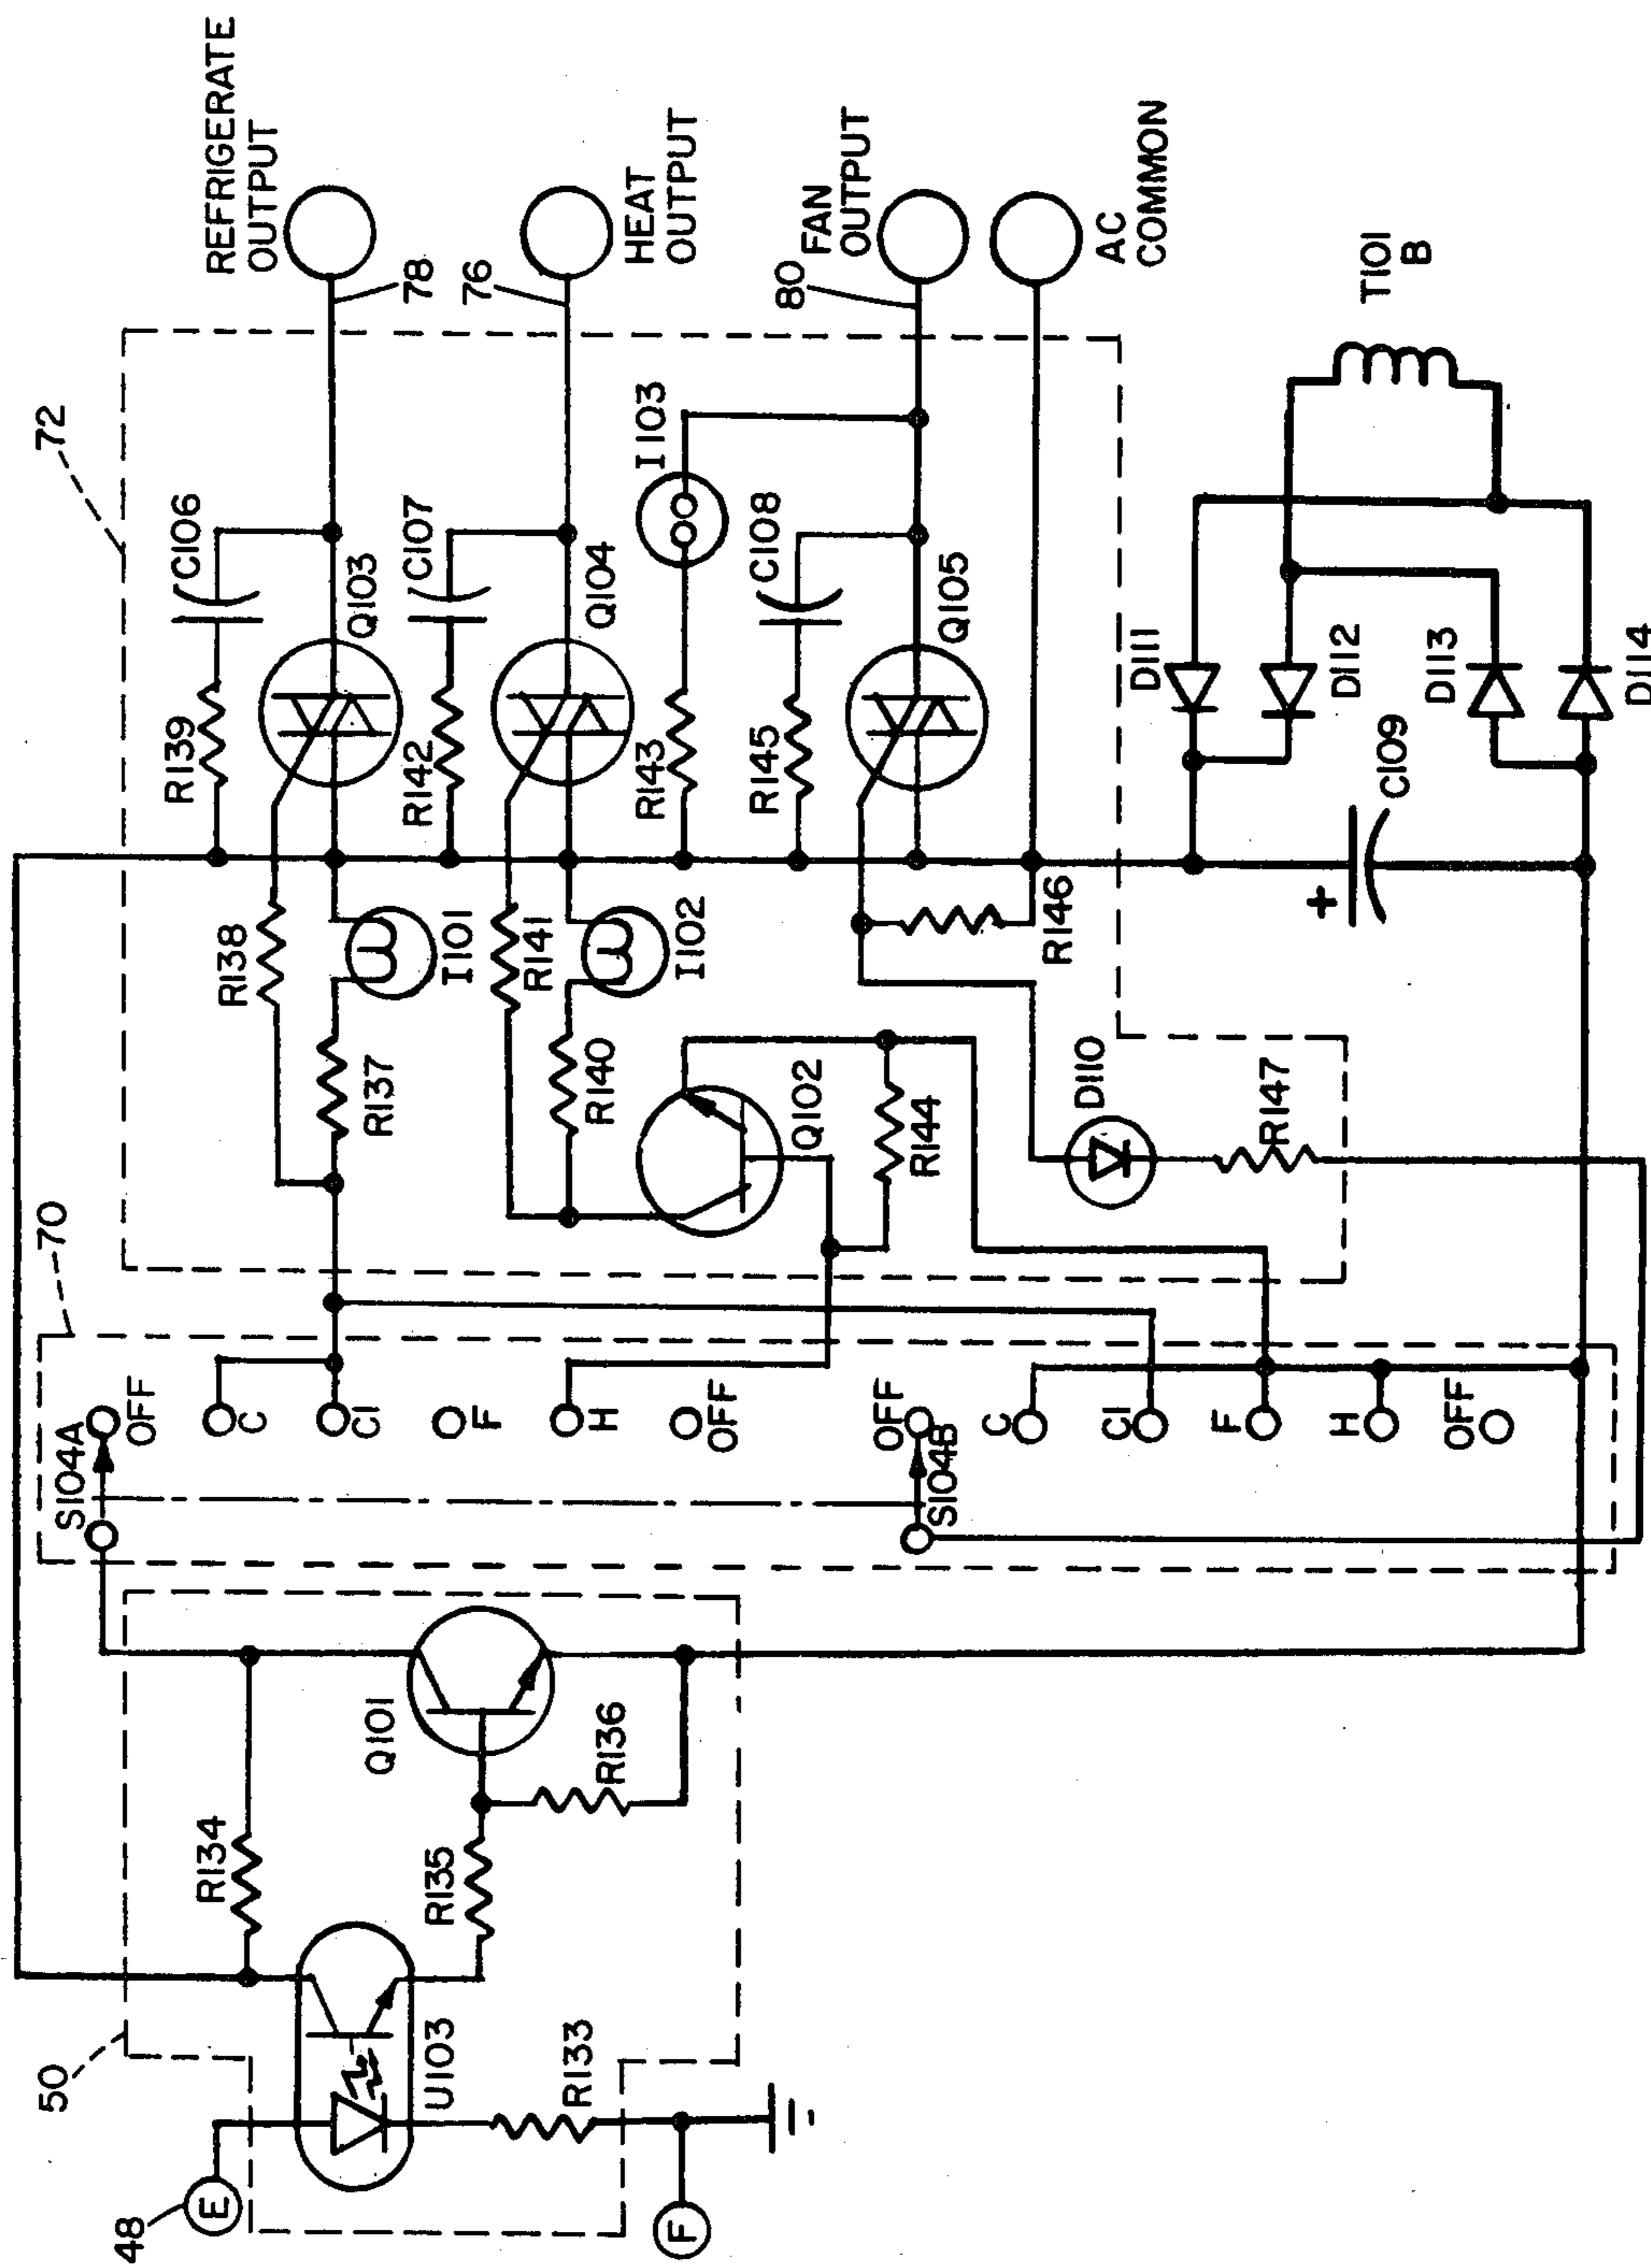 REFRIGERATE
OUTPUT
72
C106
78
R139
Q103
C107
76
HEAT
OUTPUT
R138
R142
Q104
I101
I103
70
R137
R141
R143
C108
80
FAN
OUTPUT
I102
R145
R140
Q105
AC
COMMON
Q102
R146
D111
R144
D112
T101
B
D110
D113
R147
C109
D114
S104A
OFF
C
C1
F
H
OFF
OFF
S104B
C
C1
F
H
OFF
50
R134
Q101
R135
R136
U103
R133
48
E
F
+